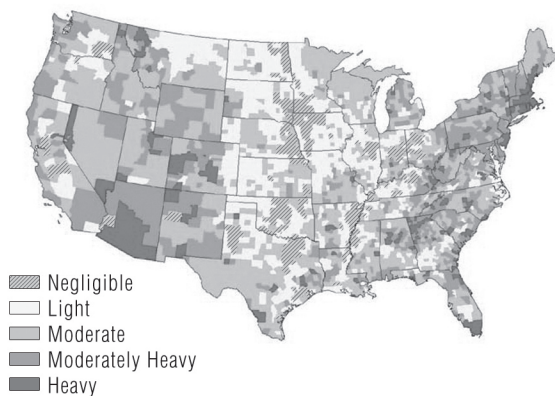 Negligible
Light
Moderate
Moderately Heavy
Heavy